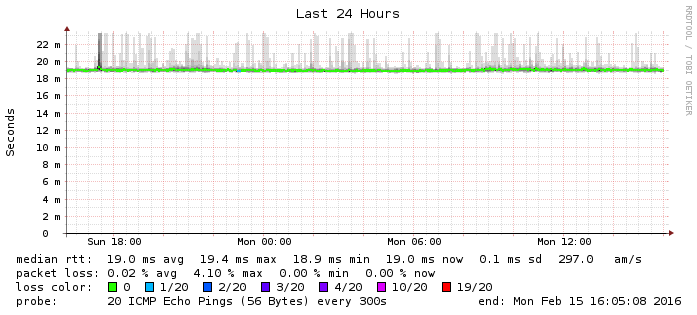 Last 24 Hours
RRDTOOL / TOBI OETIKER
Seconds
22 m
20 m
18 m
16 m
14 m
12 m
10 m
8 m
6 m
4 m
2 m
0
Sun 18:00 Mon 00:00 Mon 06:00 Mon 12:00
median rtt: 19.0 ms avg 19.4 ms max 18.9 ms min 19.0 ms now 0.1 ms sd 297.0 am/s
packet loss: 0.02 % avg 4.10 % max 0.00 % min 0.00 % now
loss color: 0 1/20 2/20 3/20 4/20 10/20 19/20
probe: 20 ICMP Echo Pings (56 Bytes) every 300s end: Mon Feb 15 16:05:08 2016